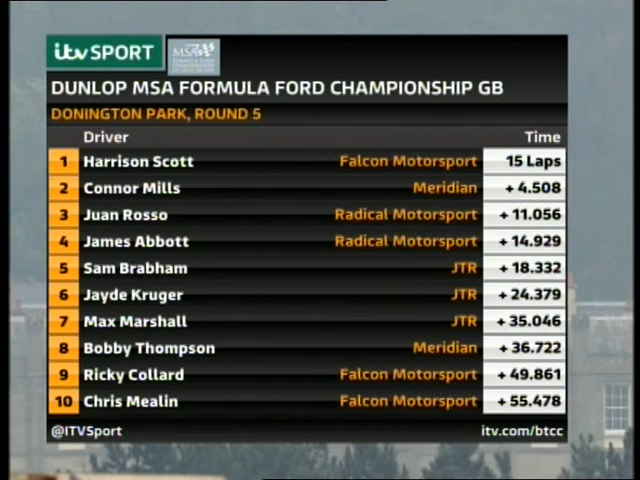 itv SPORT MSA
DUNLOP MSA FORMULA FORD CHAMPIONSHIP GB
DONINGTON PARK, ROUND 5
Driver Time
1 Harrison Scott Falcon Motorsport 15 Laps
2 Connor Mills Meridian + 4.508
3 Juan Rosso Radical Motorsport + 11.056
4 James Abbott Radical Motorsport + 14.929
5 Sam Brabham JTR + 18.332
6 Jayde Kruger JTR + 24.379
7 Max Marshall JTR + 35.046
8 Bobby Thompson Meridian + 36.722
9 Ricky Collard Falcon Motorsport + 49.861
10 Chris Mealin Falcon Motorsport + 55.478
@ITVSport itv.com/btcc